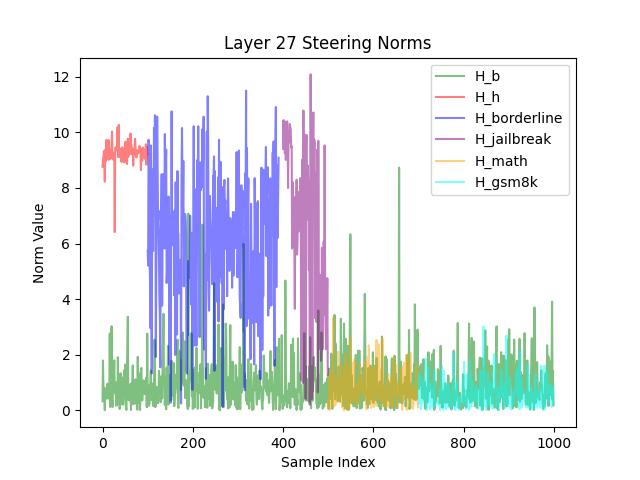 Layer 27 Steering Norms
Norm Value
12
10
8
6
4
2
0
H_b
H_h
H_borderline
H_jailbreak
H_math
H_gsm8k
0
200
400
600
800
1000
Sample Index